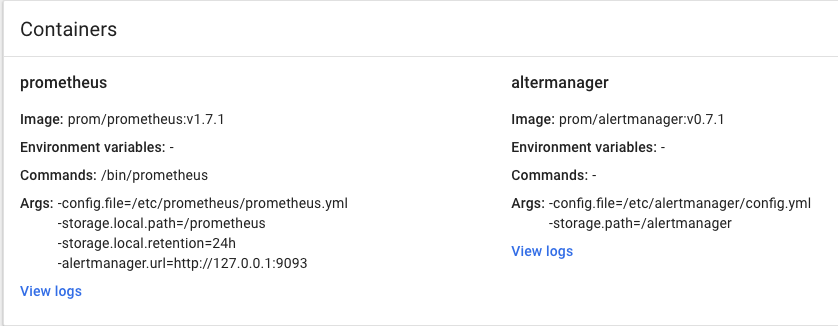 Containers
prometheus
Image: prom/prometheus:v1.7.1
Environment variables: -
Commands: /bin/prometheus
Args: -config.file=/etc/prometheus/prometheus.yml
-storage.local.path=/prometheus
-storage.local.retention=24h
-alertmanager.url=http://127.0.0.1:9093
View logs
altermanager
Image: prom/alertmanager:v0.7.1
Environment variables: -
Commands: -
Args: -config.file=/etc/alertmanager/config.yml
-storage.path=/alertmanager
View logs